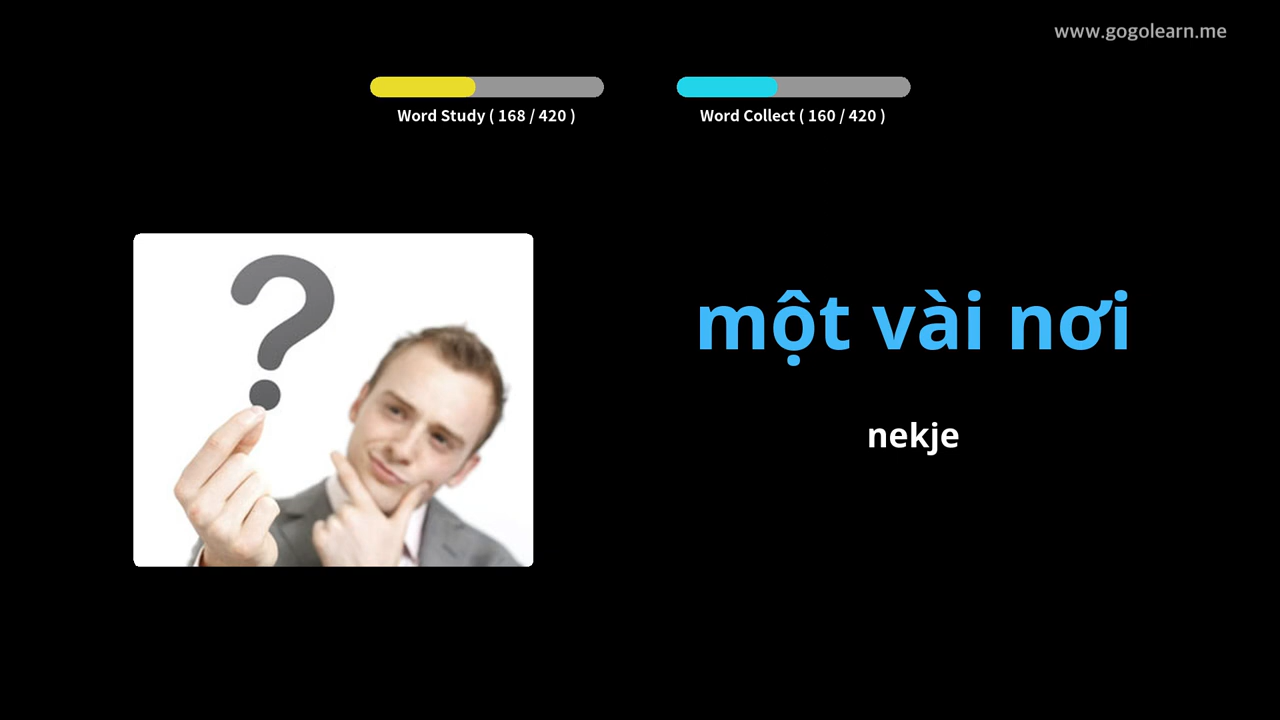 www.gogolearn.me
Word Study ( 168 / 420 )
Word Collect ( 160 / 420 )
một vài nơi
nekje